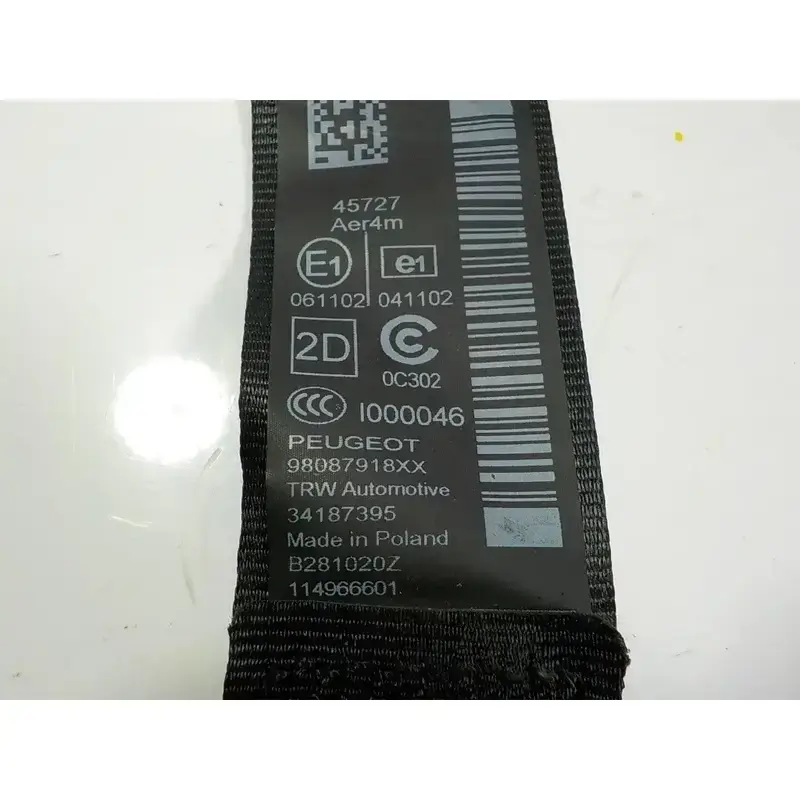 45727
Aer4m
E1 e1
061102 041102
2D
0C302
CCC I000046
PEUGEOT
98087918XX
TRW Automotive
34187395
Made in Poland
B281020Z
114966601